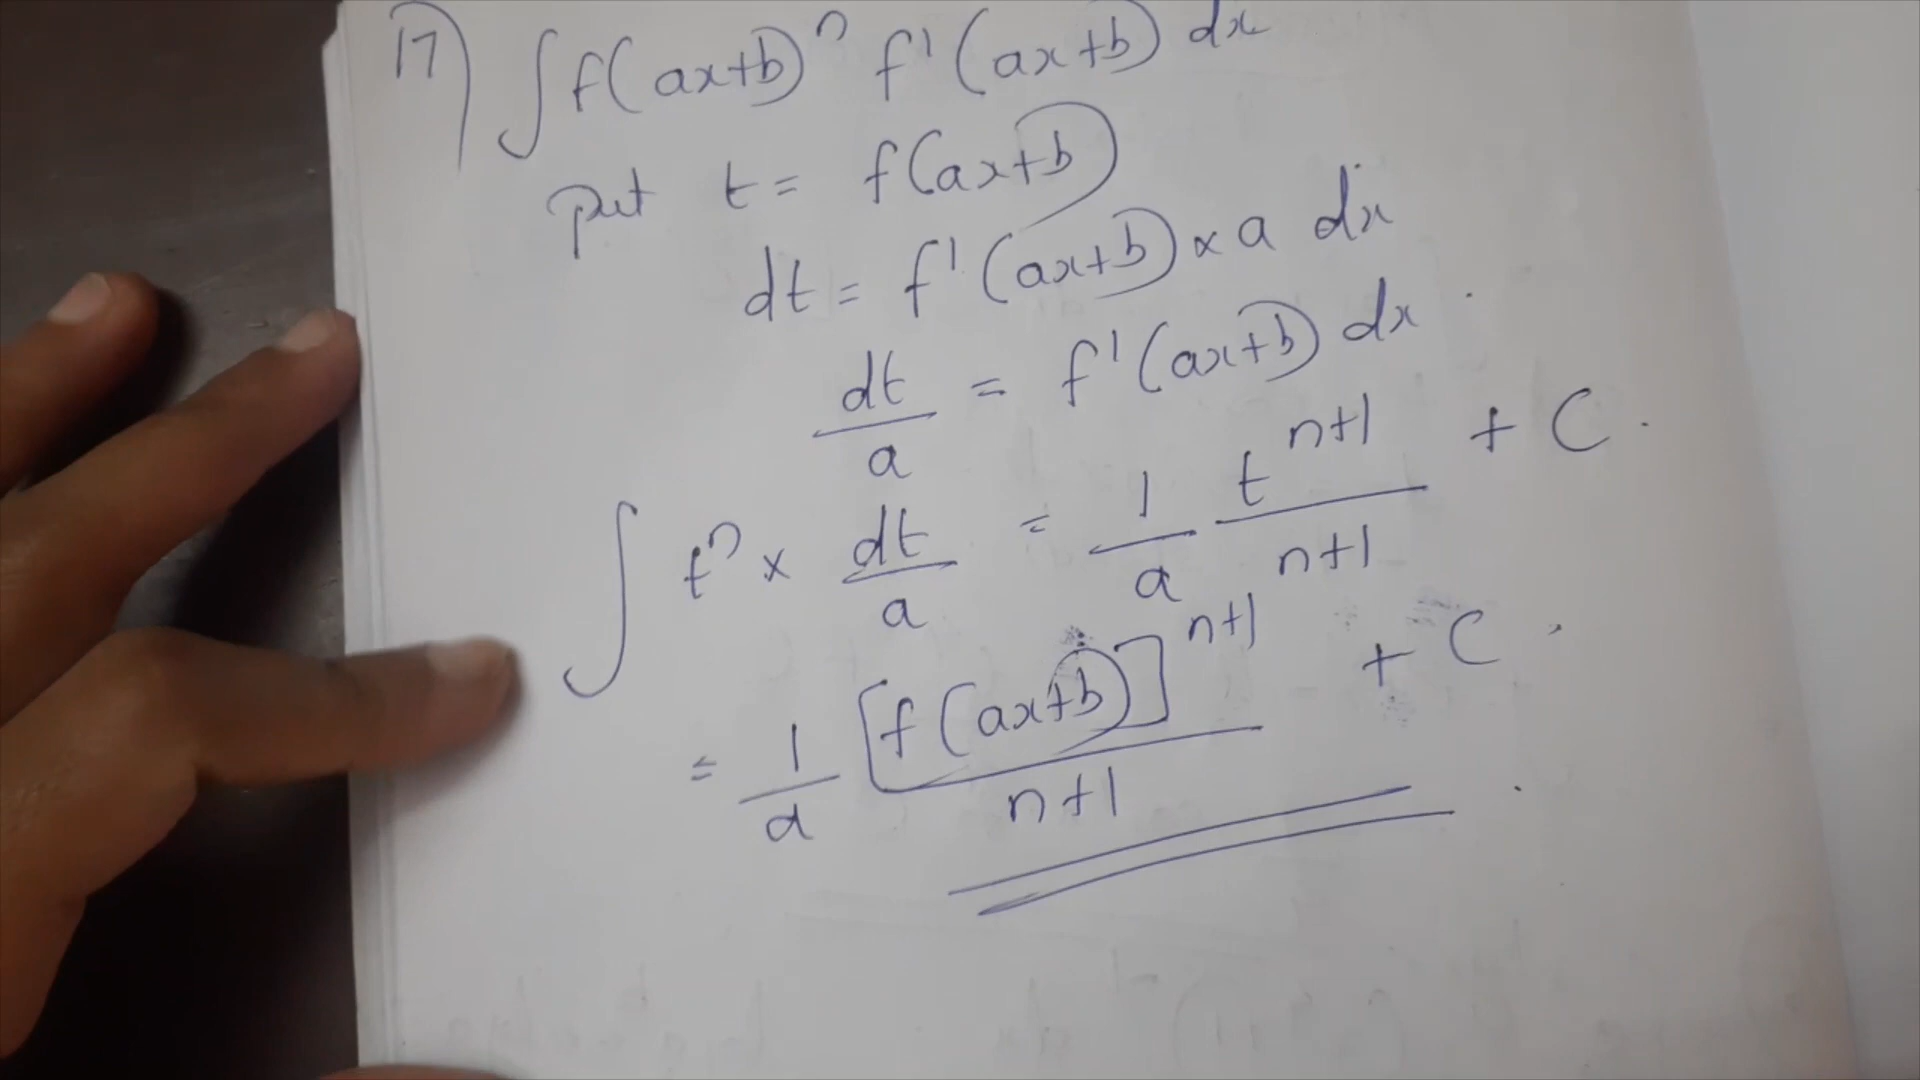 17) ∫ f(ax+b)ⁿ f'(ax+b) dx
put t = f(ax+b)
dt = f'(ax+b) × a dx
dt/a = f'(ax+b) dx
∫ tⁿ × dt/a = 1/a t^(n+1)/(n+1) + C.
= 1/a [f(ax+b)]^(n+1)/(n+1) + C.